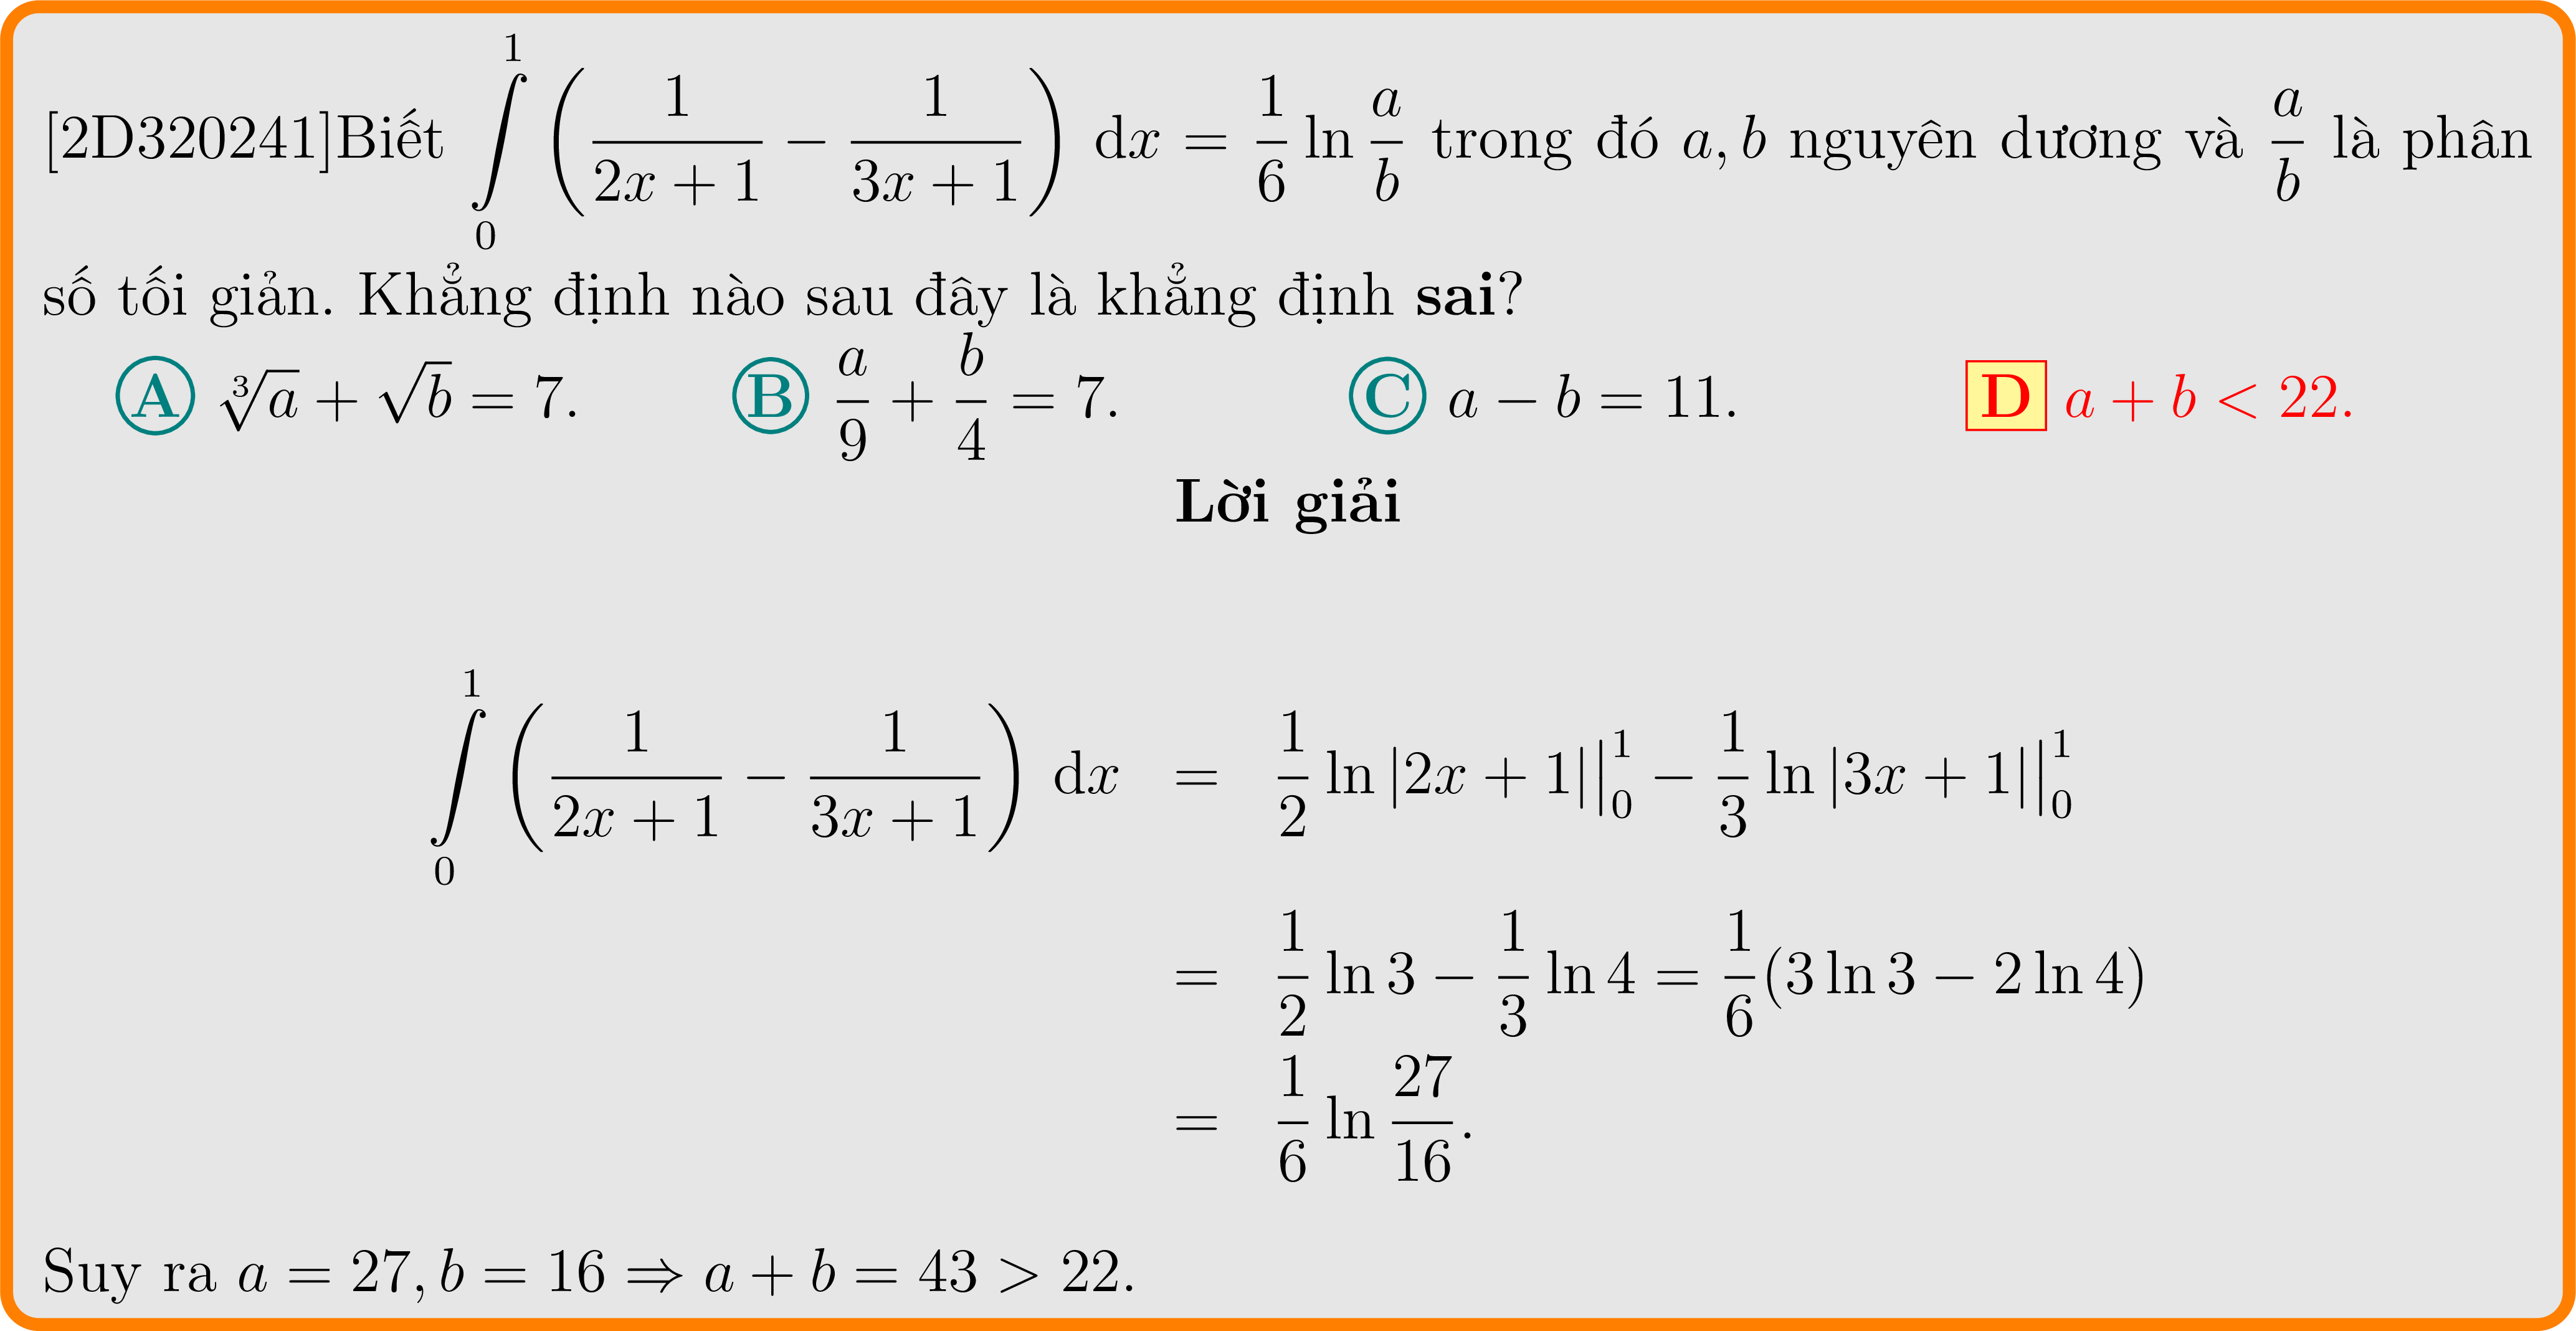 [2D320241]Biết $\int\limits_0^1 \left( \frac{1}{2x+1} - \frac{1}{3x+1} \right) \mathrm{d}x = \frac{1}{6} \ln \frac{a}{b}$ trong đó $a, b$ nguyên dương và $\frac{a}{b}$ là phân
số tối giản. Khẳng định nào sau đây là khẳng định sai?
A $\sqrt[3]{a} + \sqrt{b} = 7.$ B $\frac{a}{9} + \frac{b}{4} = 7.$ C $a - b = 11.$ D $a + b < 22.$
Lời giải
$\int\limits_0^1 \left( \frac{1}{2x+1} - \frac{1}{3x+1} \right) \mathrm{d}x = \frac{1}{2} \ln |2x+1| \Big|_0^1 - \frac{1}{3} \ln |3x+1| \Big|_0^1$
$= \frac{1}{2} \ln 3 - \frac{1}{3} \ln 4 = \frac{1}{6} (3 \ln 3 - 2 \ln 4)$
$= \frac{1}{6} \ln \frac{27}{16}.$
Suy ra $a = 27, b = 16 \Rightarrow a + b = 43 > 22.$